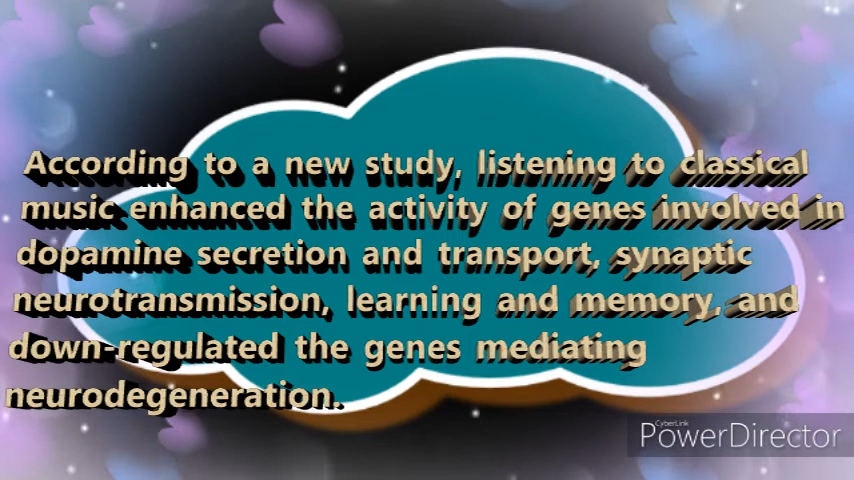 According to a new study, listening to classical
music enhanced the activity of genes involved in
dopamine secretion and transport, synaptic
neurotransmission, learning and memory, and
down-regulated the genes mediating
neurodegeneration.
CyberLink
PowerDirector